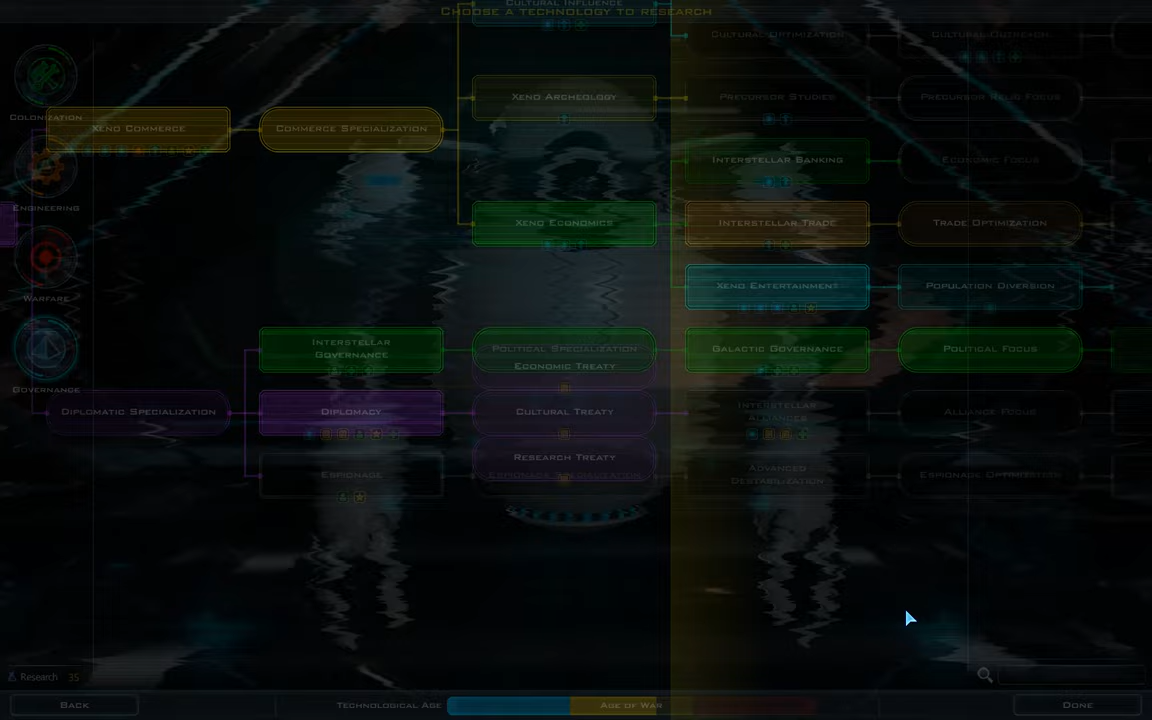 Cultural Influence
Choose a technology to research
Cultural Optimization
Cultural Outreach
Colonization
Xeno Archeology
Precursor Studies
Precursor Relic Focus
Xeno Commerce
Commerce Specialization
Interstellar Banking
Economic Focus
Engineering
Xeno Economics
Interstellar Trade
Trade Optimization
Warfare
Xeno Entertainment
Population Diversion
Interstellar
Governance
Political Specialization
Galactic Governance
Political Focus
Economic Treaty
Governance
Diplomatic Specialization
Diplomacy
Cultural Treaty
Interstellar
Alliances
Alliance Focus
Research Treaty
Espionage
Espionage Specialization
Advanced
Destabilization
Espionage Optimization
Research 35
Back
Technological Age
Age of War
Done